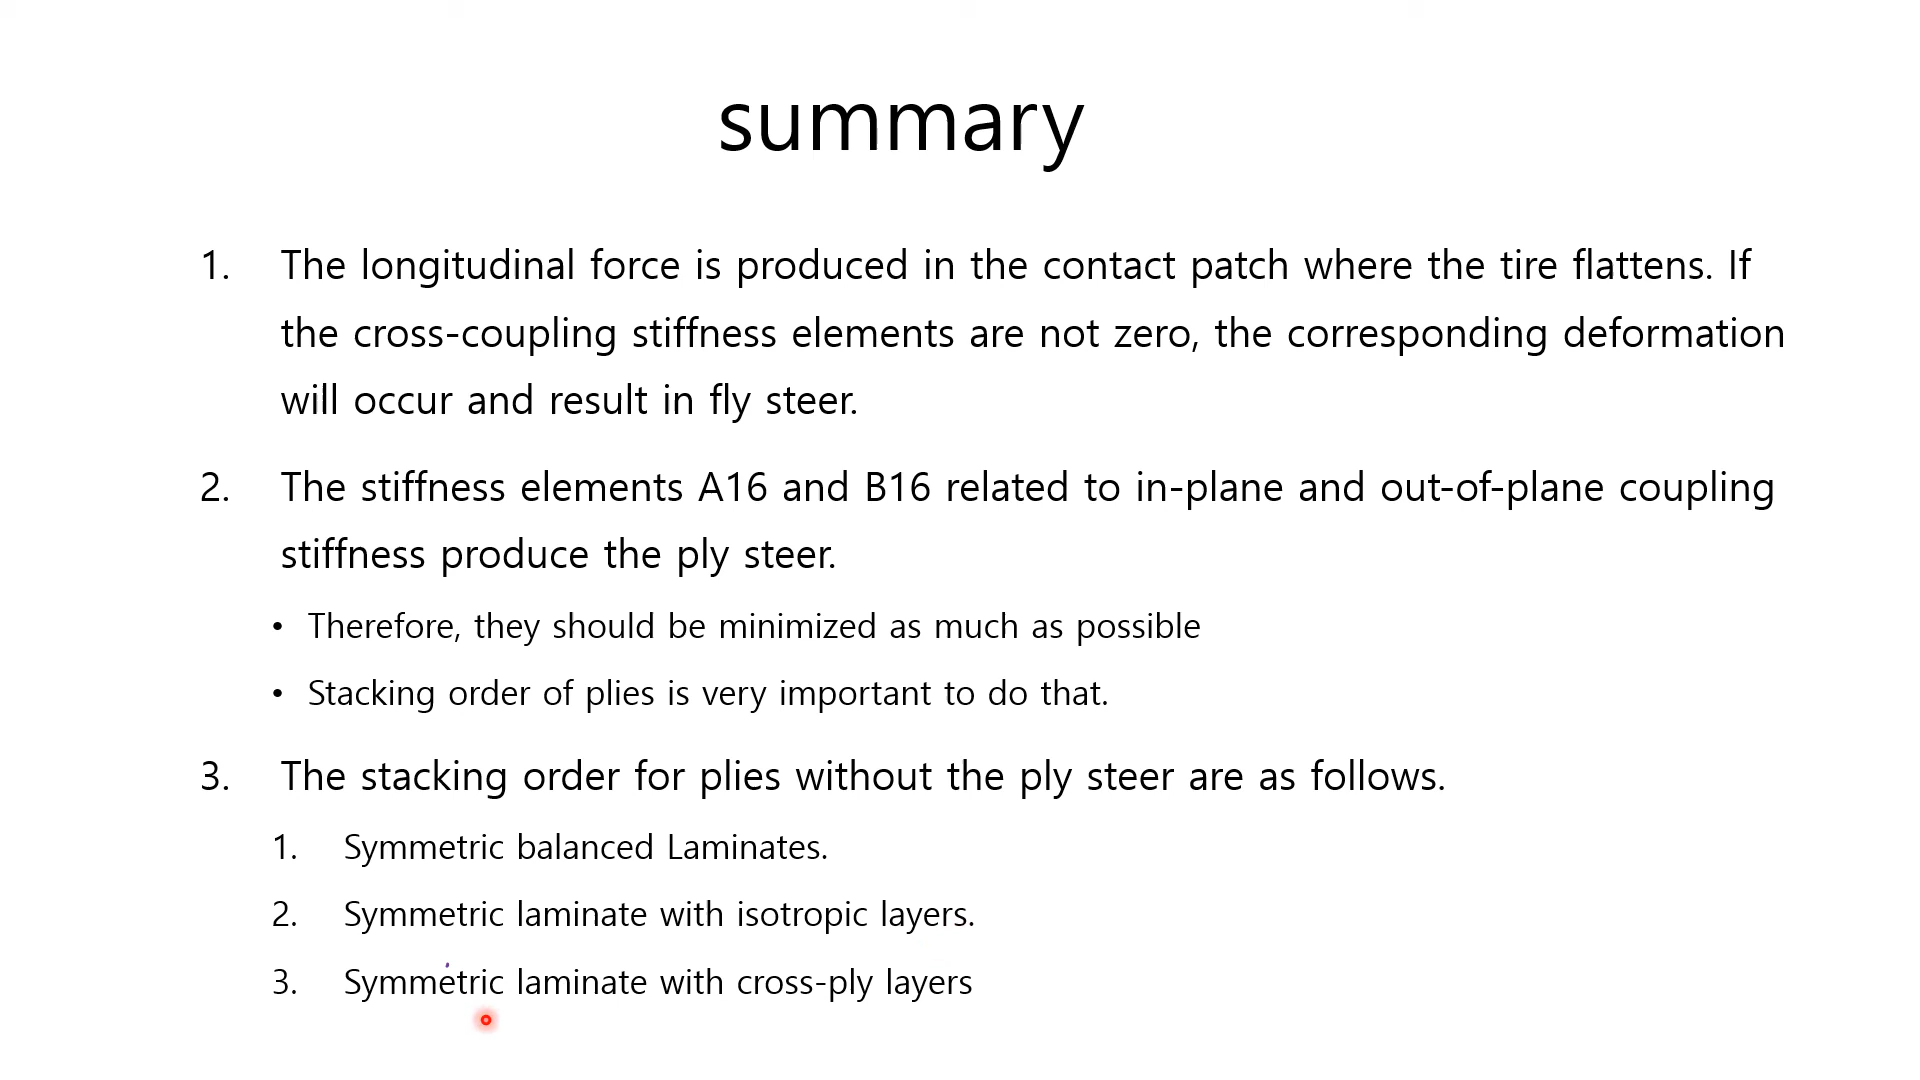 summary
1. The longitudinal force is produced in the contact patch where the tire flattens. If
the cross-coupling stiffness elements are not zero, the corresponding deformation
will occur and result in fly steer.
2. The stiffness elements A16 and B16 related to in-plane and out-of-plane coupling
stiffness produce the ply steer.
• Therefore, they should be minimized as much as possible
• Stacking order of plies is very important to do that.
3. The stacking order for plies without the ply steer are as follows.
1. Symmetric balanced Laminates.
2. Symmetric laminate with isotropic layers.
3. Symmetric laminate with cross-ply layers